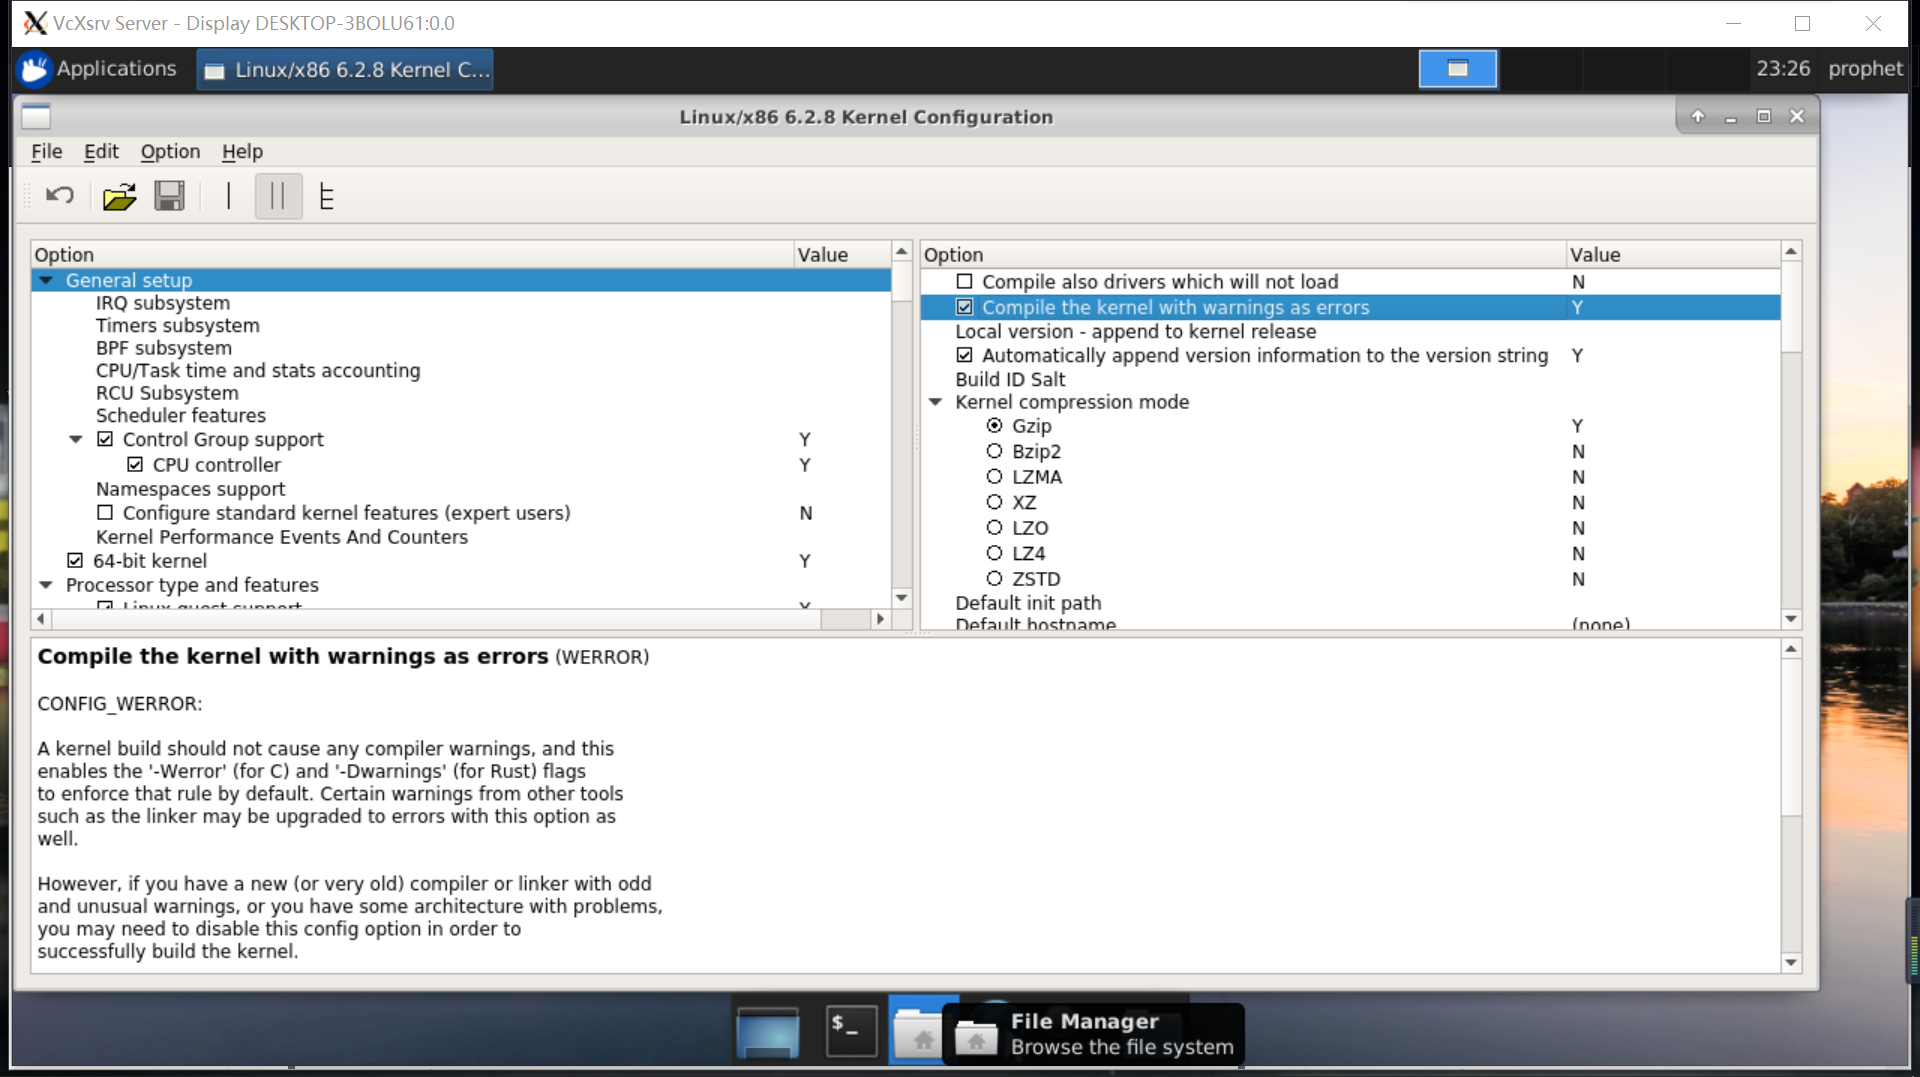 VcXsrv Server - Display DESKTOP-3BOLU61:0.0
Applications
Linux/x86 6.2.8 Kernel C...
23:26
prophet
Linux/x86 6.2.8 Kernel Configuration
File Edit Option Help
Option Value
General setup
IRQ subsystem
Timers subsystem
BPF subsystem
CPU/Task time and stats accounting
RCU Subsystem
Scheduler features
Control Group support Y
CPU controller Y
Namespaces support
Configure standard kernel features (expert users) N
Kernel Performance Events And Counters
64-bit kernel Y
Processor type and features
Linux guest support Y
Option Value
Compile also drivers which will not load N
Compile the kernel with warnings as errors Y
Local version - append to kernel release
Automatically append version information to the version string Y
Build ID Salt
Kernel compression mode
Gzip Y
Bzip2 N
LZMA N
XZ N
LZO N
LZ4 N
ZSTD N
Default init path
Default hostname (none)
Compile the kernel with warnings as errors (WERROR)
CONFIG_WERROR:
A kernel build should not cause any compiler warnings, and this
enables the '-Werror' (for C) and '-Dwarnings' (for Rust) flags
to enforce that rule by default. Certain warnings from other tools
such as the linker may be upgraded to errors with this option as
well.
However, if you have a new (or very old) compiler or linker with odd
and unusual warnings, or you have some architecture with problems,
you may need to disable this config option in order to
successfully build the kernel.
$_
File Manager
Browse the file system